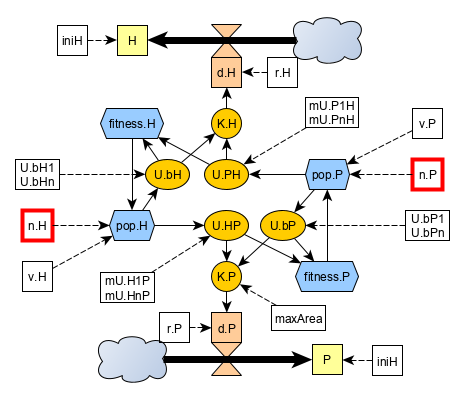 iniH
H
d.H
r.H
fitness.H
K.H
mU.P1H
mU.PnH
v.P
U.bH1
U.bHn
U.bH
U.PH
pop.P
n.P
n.H
pop.H
U.HP
U.bP
U.bP1
U.bPn
v.H
mU.H1P
mU.HnP
K.P
fitness.P
maxArea
r.P
d.P
P
iniH